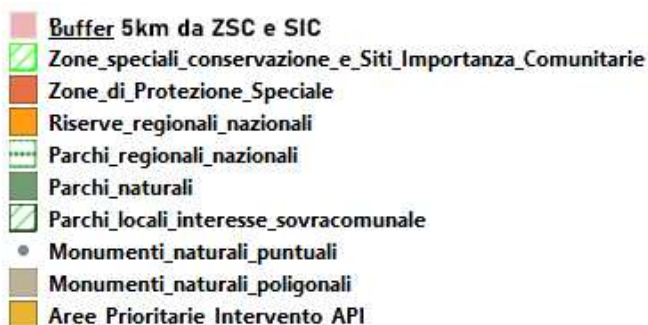 Buffer 5km da ZSC e SIC
Zone_speciali_conservazione_e_Siti_Importanza_Comunitarie
Zone_di_Protezione_Speciale
Riserve_regionali_nazionali
Parchi_regionali_nazionali
Parchi_naturali
Parchi_locali_interesse_sovracomunale
Monumenti_naturali_puntuali
Monumenti_naturali_poligonali
Aree Prioritarie Intervento API